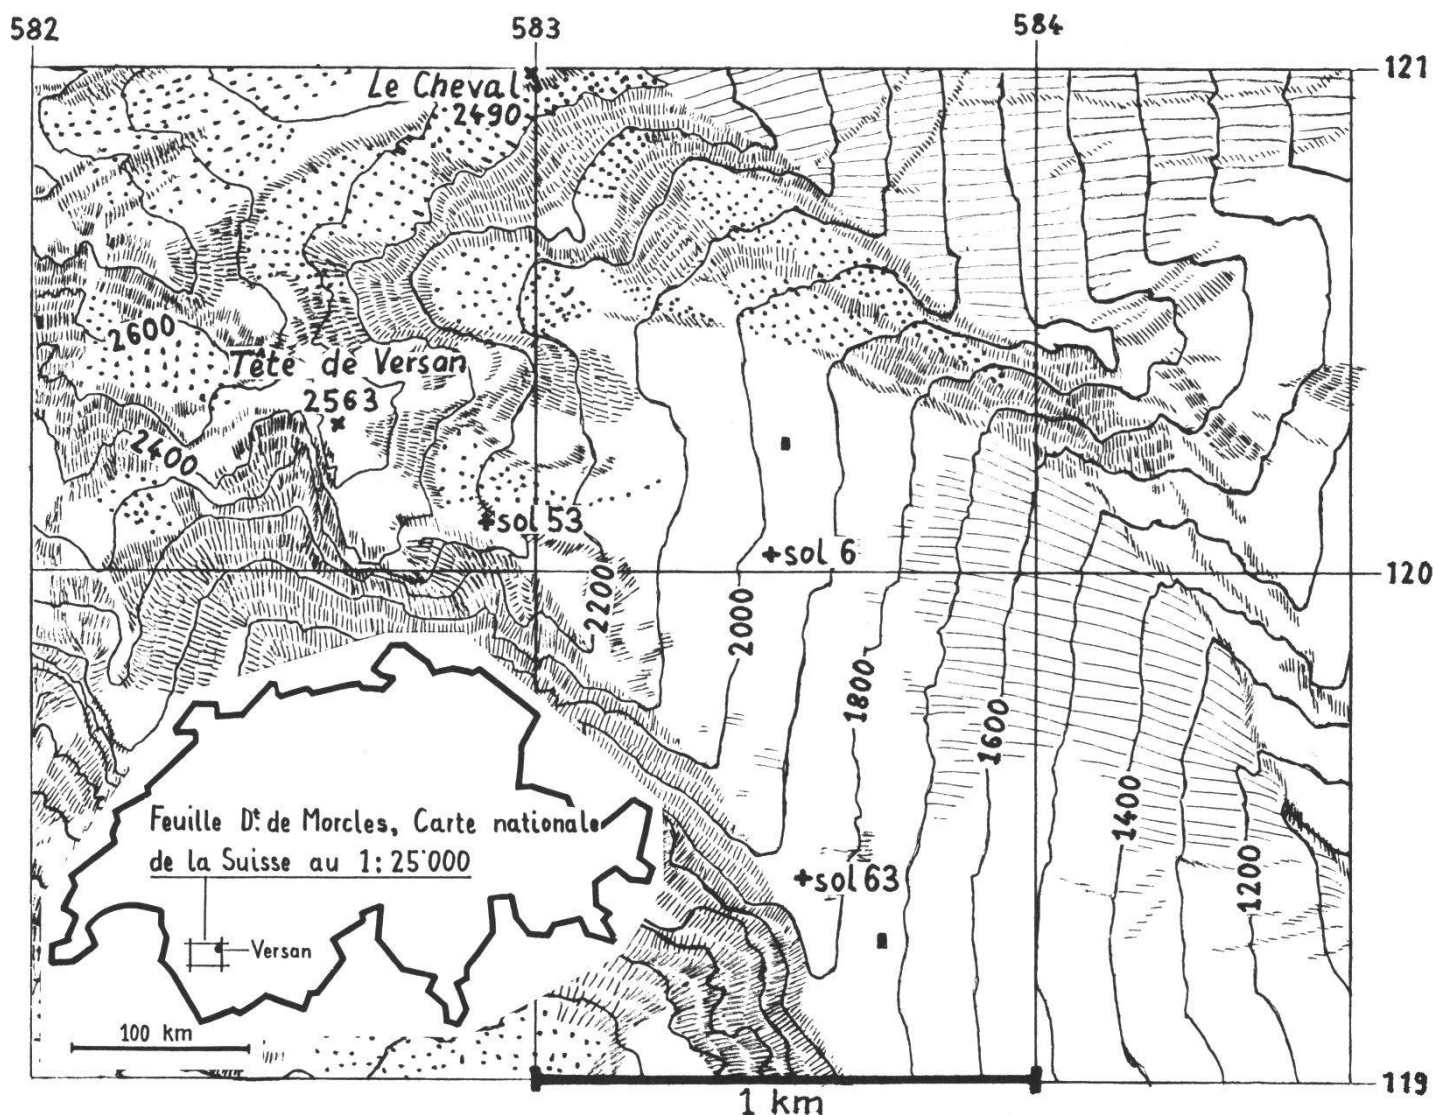 582
583
584
121
Le Cheval
2490
2600
Tête de Versan
2563
2400
sol 53
sol 6
120
2200
2000
1800
1600
1400
1200
sol 63
Feuille Dt. de Morcles, Carte nationale
de la Suisse au 1:25'000
Versan
100 km
119
1 km